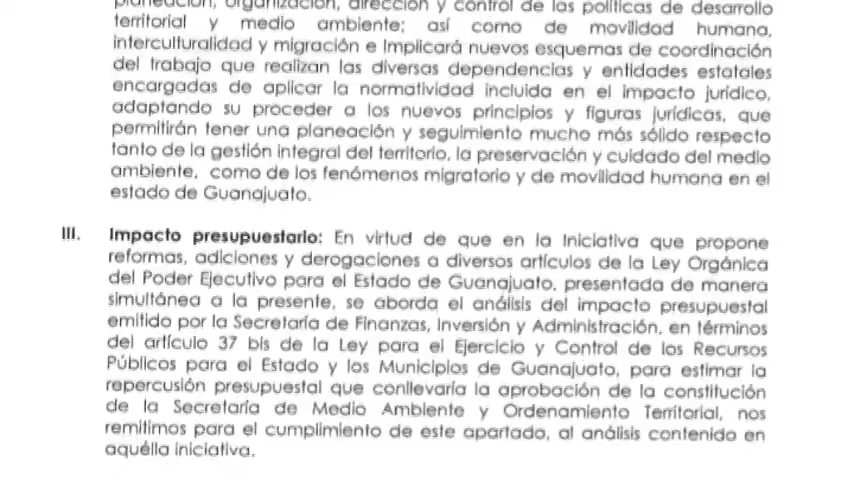 planeación, organización, dirección y control de las políticas de desarrollo
territorial y medio ambiente; así como de movilidad humana,
interculturalidad y migración e Implicará nuevos esquemas de coordinación
del trabajo que realizan las diversas dependencias y entidades estatales
encargadas de aplicar la normatividad incluida en el impacto jurídico,
adaptando su proceder a los nuevos principios y figuras jurídicas, que
permitirán tener una planeación y seguimiento mucho más sólido respecto
tanto de la gestión integral del territorio, la preservación y cuidado del medio
ambiente, como de los fenómenos migratorio y de movilidad humana en el
estado de Guanajuato.
III. Impacto presupuestario: En virtud de que en la Iniciativa que propone
reformas, adiciones y derogaciones a diversos artículos de la Ley Orgánica
del Poder Ejecutivo para el Estado de Guanajuato, presentada de manera
simultánea a la presente, se aborda el análisis del impacto presupuestal
emitido por la Secretaría de Finanzas, Inversión y Administración, en términos
del artículo 37 bis de la Ley para el Ejercicio y Control de los Recursos
Públicos para el Estado y los Municipios de Guanajuato, para estimar la
repercusión presupuestal que conllevaría la aprobación de la constitución
de la Secretaría de Medio Ambiente y Ordenamiento Territorial, nos
remitimos para el cumplimiento de este apartado, al análisis contenido en
aquélla iniciativa.